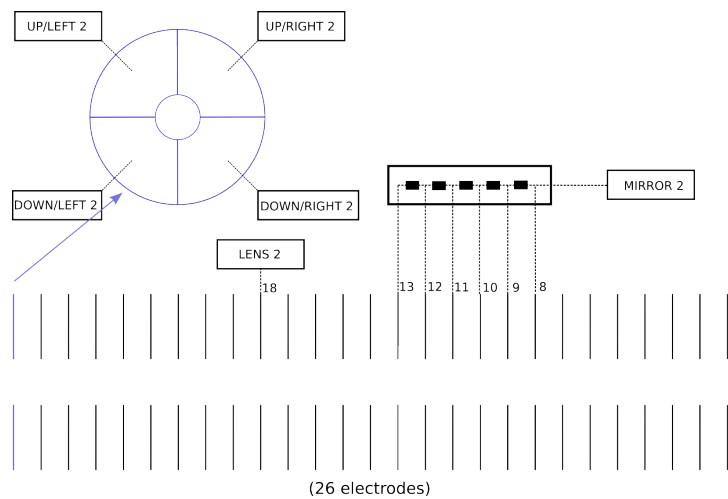 UP/LEFT 2
UP/RIGHT 2
DOWN/LEFT 2
DOWN/RIGHT 2
MIRROR 2
LENS 2
18
13
12
11
10
9
8
(26 electrodes)